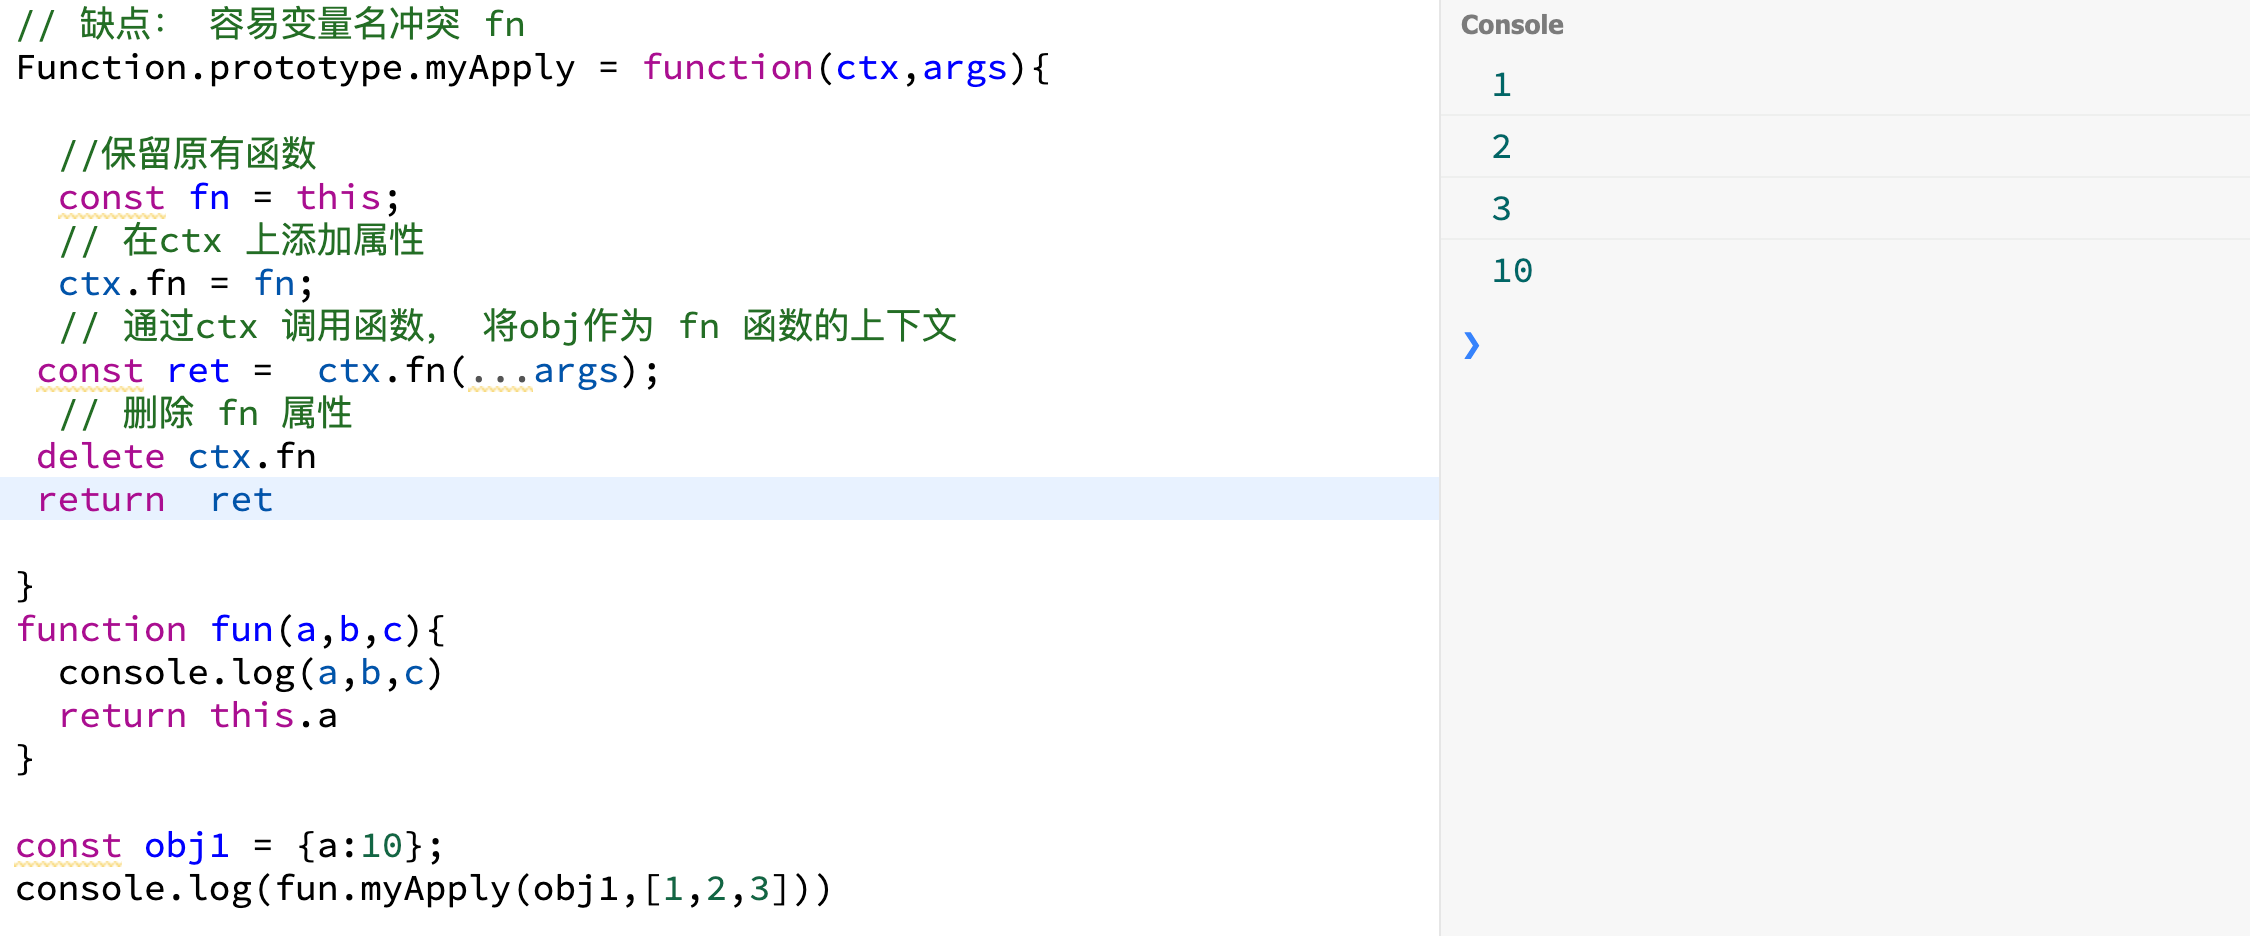 // 缺点： 容易变量名冲突 fn
Function.prototype.myApply = function(ctx,args){
//保留原有函数
const fn = this;
// 在ctx 上添加属性
ctx.fn = fn;
// 通过ctx 调用函数， 将obj作为 fn 函数的上下文
const ret =  ctx.fn(...args);
// 删除 fn 属性
delete ctx.fn
return  ret
}
function fun(a,b,c){
console.log(a,b,c)
return this.a
}
const obj1 = {a:10};
console.log(fun.myApply(obj1,[1,2,3]))
Console
1
2
3
10
❯